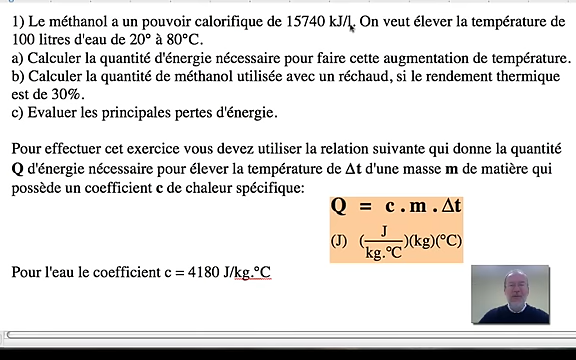 1) Le méthanol a un pouvoir calorifique de 15740 kJ/l. On veut élever la température de
100 litres d'eau de 20° à 80°C.
a) Calculer la quantité d'énergie nécessaire pour faire cette augmentation de température.
b) Calculer la quantité de méthanol utilisée avec un réchaud, si le rendement thermique
est de 30%.
c) Evaluer les principales pertes d'énergie.
Pour effectuer cet exercice vous devez utiliser la relation suivante qui donne la quantité
Q d'énergie nécessaire pour élever la température de Δt d'une masse m de matière qui
possède un coefficient c de chaleur spécifique:
Q = c . m . Δt
(J) (J/kg.°C)(kg)(°C)
Pour l'eau le coefficient c = 4180 J/kg.°C